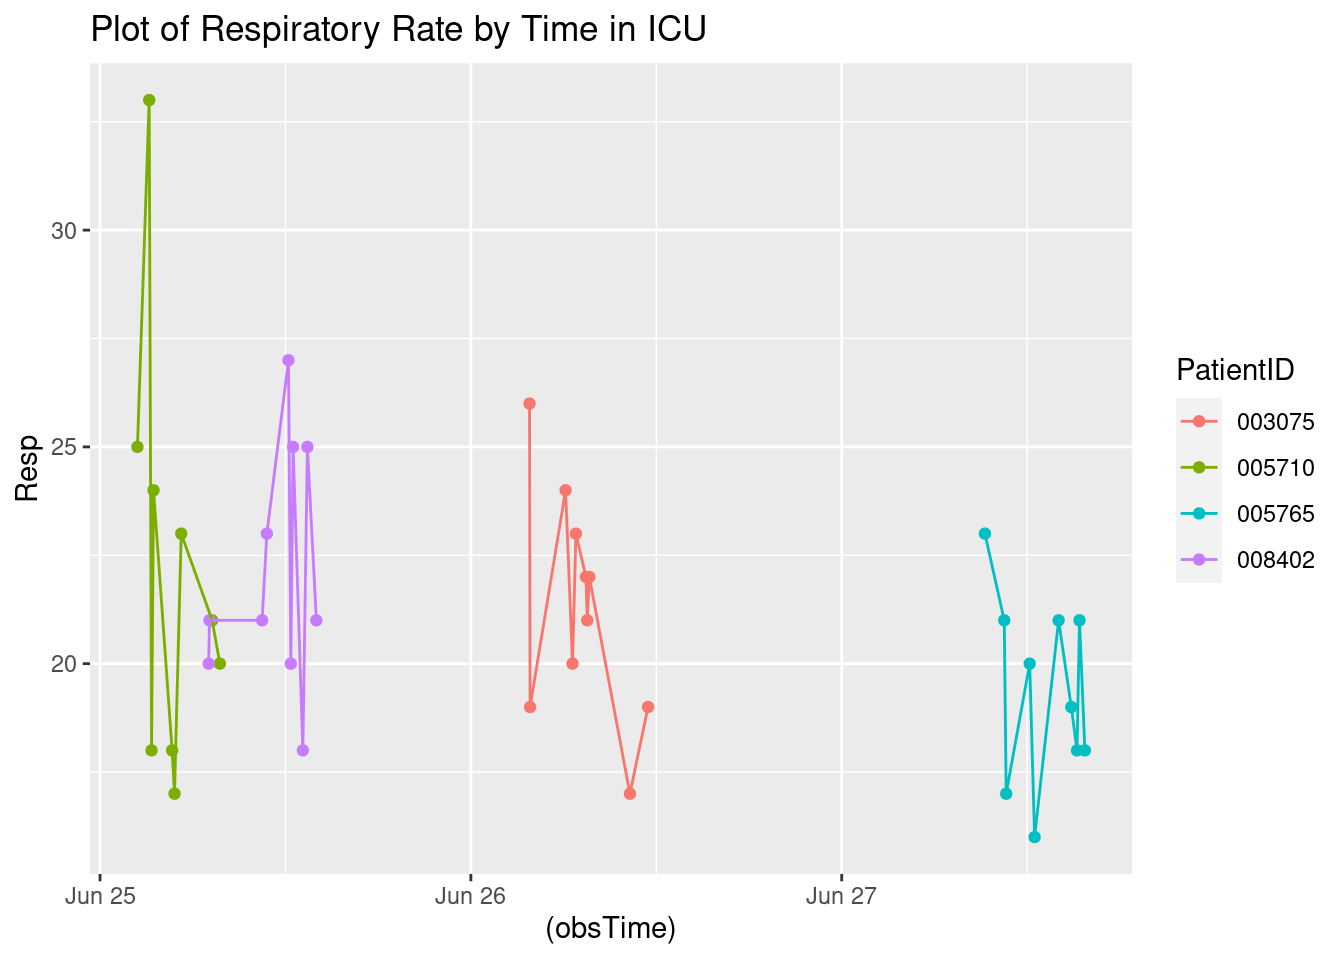 Plot of Respiratory Rate by Time in ICU
Resp
30
25
20
Jun 25
Jun 26
Jun 27
(obsTime)
PatientID
003075
005710
005765
008402